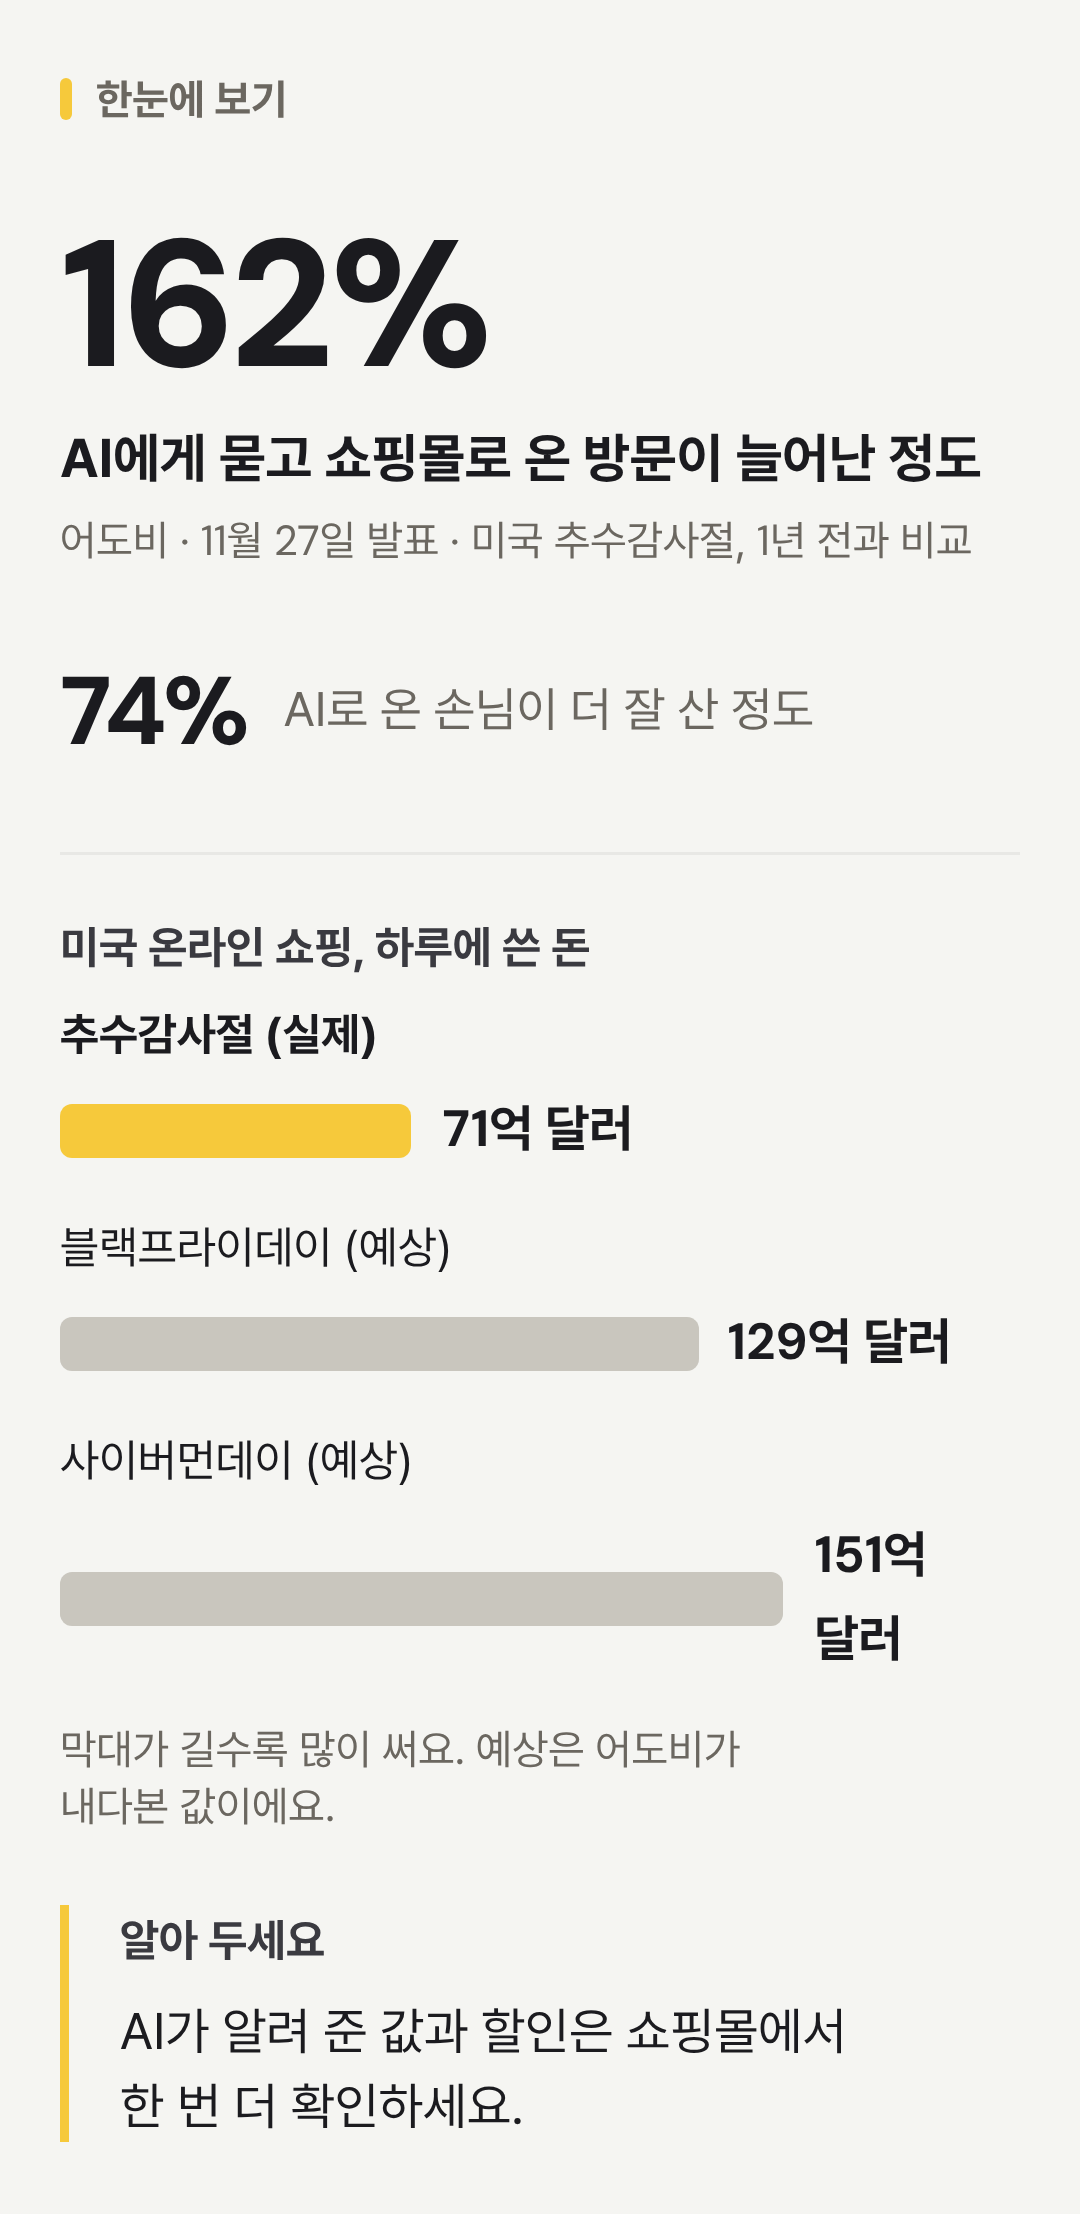 한눈에 보기
162%
AI에게 묻고 쇼핑몰로 온 방문이 늘어난 정도
어도비 · 11월 27일 발표 · 미국 추수감사절, 1년 전과 비교
74% AI로 온 손님이 더 잘 산 정도
미국 온라인 쇼핑, 하루에 쓴 돈
추수감사절 (실제)
71억 달러
블랙프라이데이 (예상)
129억 달러
사이버먼데이 (예상)
151억
달러
막대가 길수록 많이 써요. 예상은 어도비가
내다본 값이에요.
알아 두세요
AI가 알려 준 값과 할인은 쇼핑몰에서
한 번 더 확인하세요.